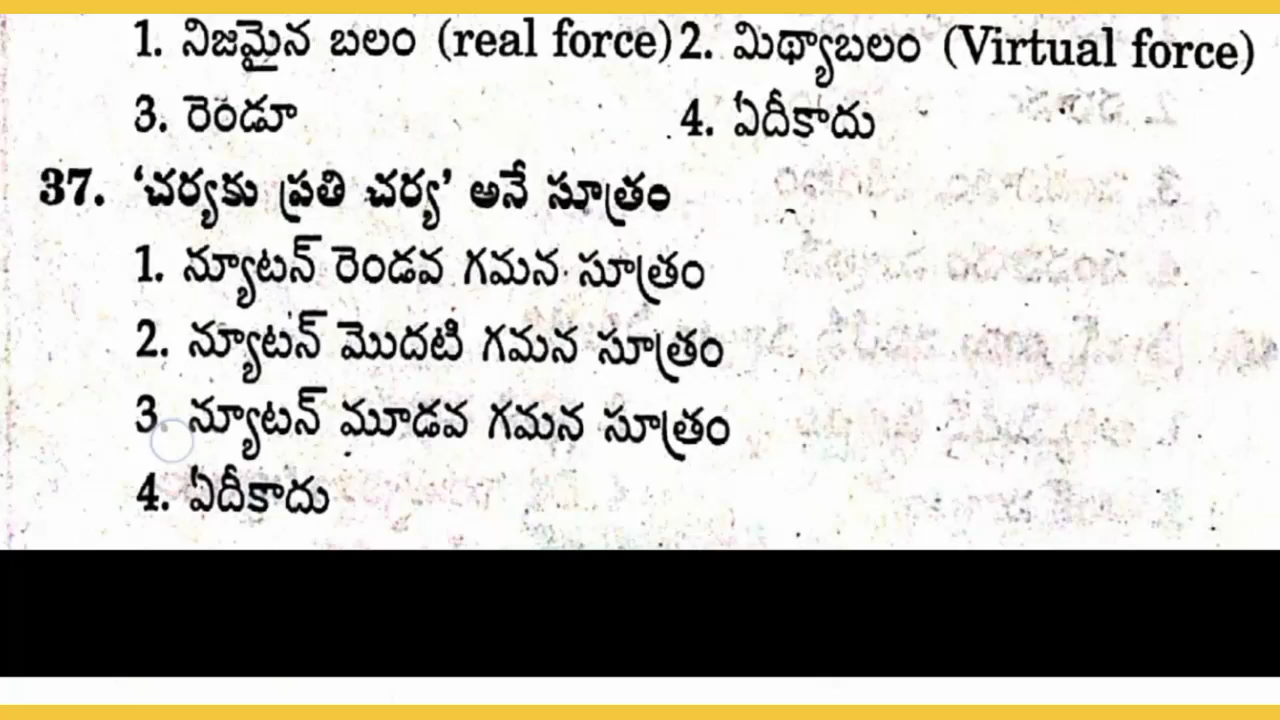 1. నిజమైన బలం (real force) 2. మిథ్యాబలం (Virtual force)
3. రెండూ 4. ఏదీకాదు
37. ‘చర్యకు ప్రతి చర్య’ అనే సూత్రం
1. న్యూటన్ రెండవ గమన సూత్రం
2. న్యూటన్ మొదటి గమన సూత్రం
3. న్యూటన్ మూడవ గమన సూత్రం
4. ఏదీకాదు